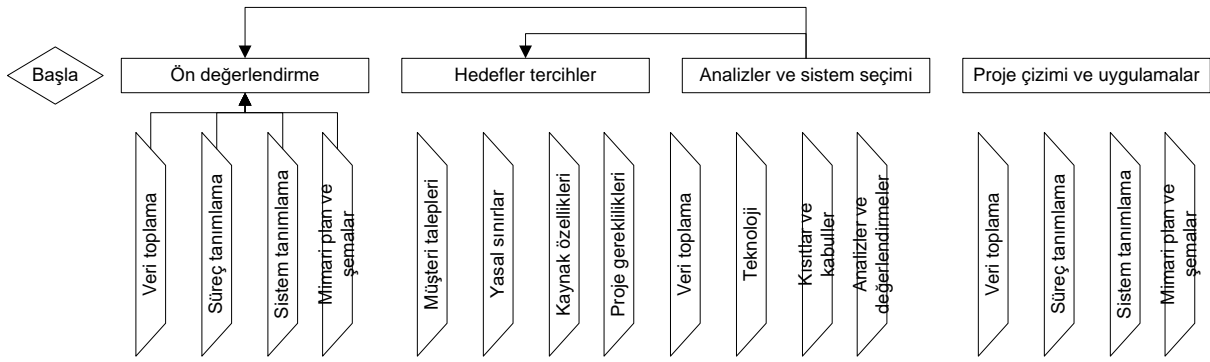 Başla
Ön değerlendirme
Hedefler tercihler
Analizler ve sistem seçimi
Proje çizimi ve uygulamalar
Veri toplama
Süreç tanımlama
Sistem tanımlama
Mimari plan ve
şemalar
Müşteri talepleri
Yasal sınırlar
Kaynak özellikleri
Proje gereklilikleri
Veri toplama
Teknoloji
Kısıtlar ve
kabuller
Analizler ve
değerlendirmeler
Veri toplama
Süreç tanımlama
Sistem tanımlama
Mimari plan ve
şemalar